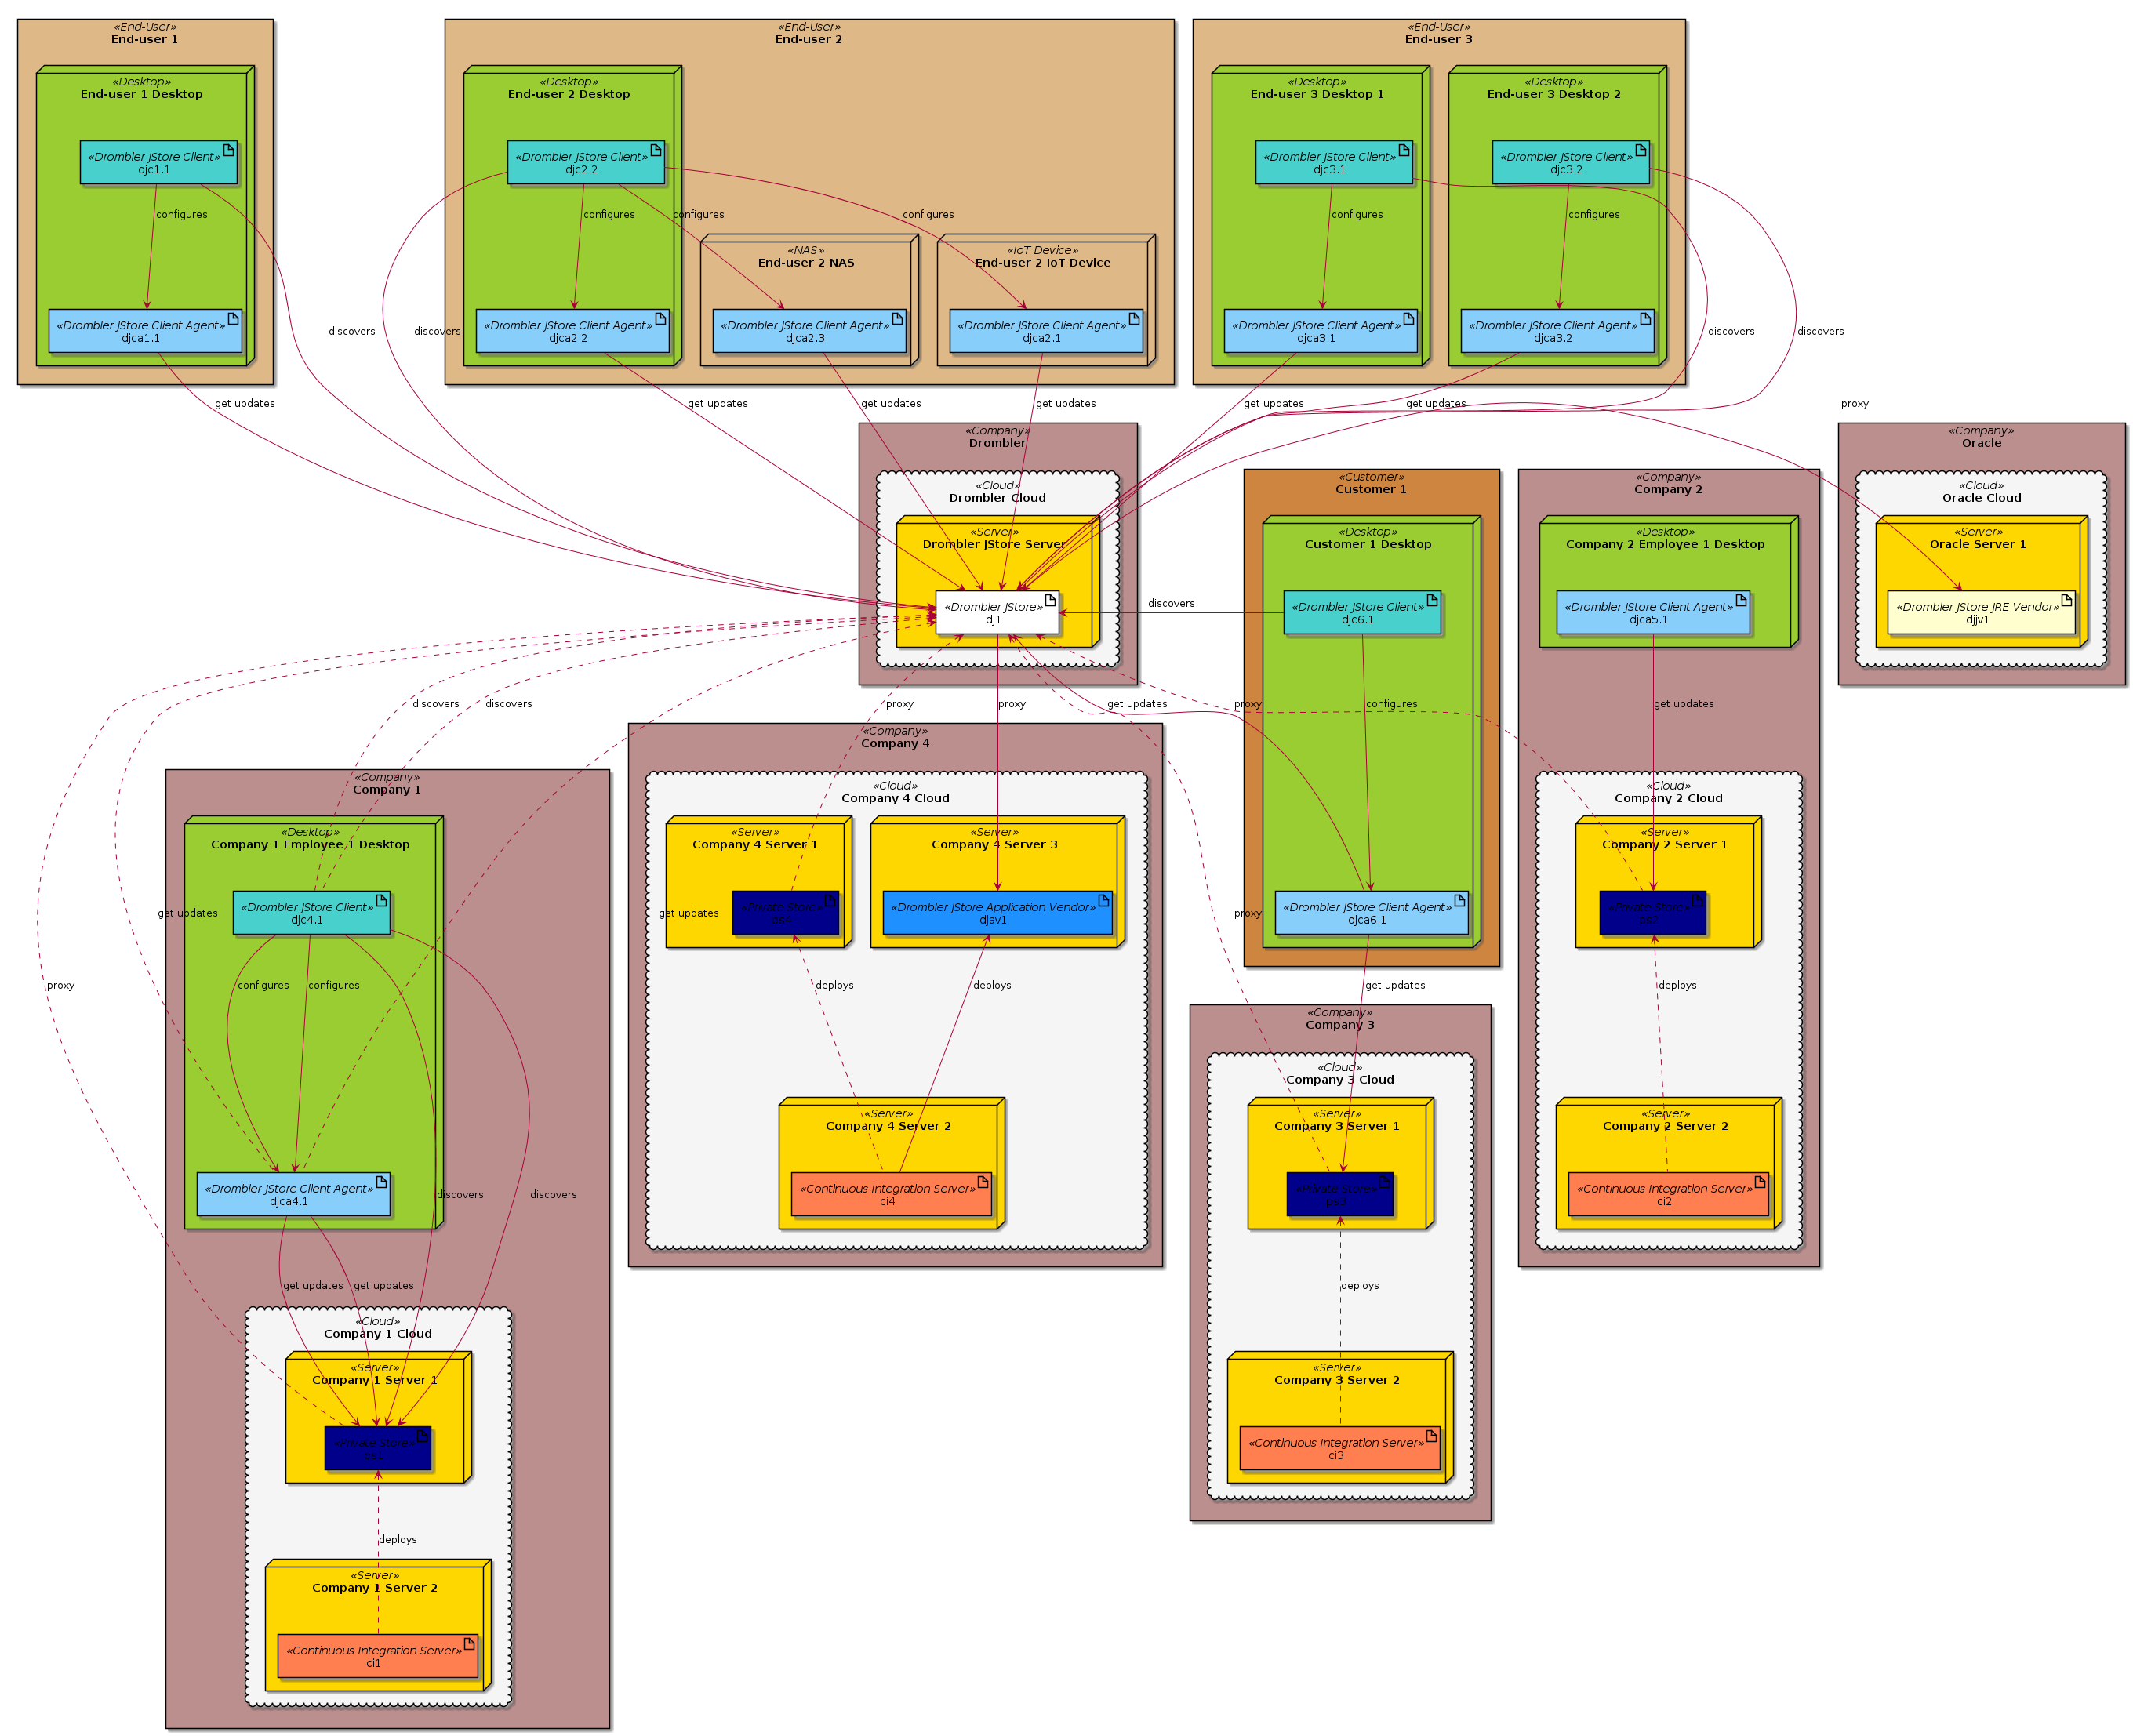 «End-User»
End-user 1
«Desktop»
End-user 1 Desktop
«Drombler JStore Client»
djc1.1
configures
«Drombler JStore Client Agent»
djca1.1
discovers
get updates
«End-User»
End-user 2
«Desktop»
End-user 2 Desktop
«Drombler JStore Client»
djc2.2
configures
configures
configures
«NAS»
End-user 2 NAS
«IoT Device»
End-user 2 IoT Device
discovers
«Drombler JStore Client Agent»
djca2.2
«Drombler JStore Client Agent»
djca2.3
«Drombler JStore Client Agent»
djca2.1
get updates
get updates
get updates
«End-User»
End-user 3
«Desktop»
End-user 3 Desktop 1
«Desktop»
End-user 3 Desktop 2
«Drombler JStore Client»
djc3.1
«Drombler JStore Client»
djc3.2
configures
configures
«Drombler JStore Client Agent»
djca3.1
«Drombler JStore Client Agent»
djca3.2
discovers
discovers
get updates
get updates
proxy
«Company»
Drombler
«Cloud»
Drombler Cloud
«Server»
Drombler JStore Server
«Drombler JStore»
dj1
discovers
«Customer»
Customer 1
«Desktop»
Customer 1 Desktop
«Drombler JStore Client»
djc6.1
configures
«Drombler JStore Client Agent»
djca6.1
get updates
«Company»
Company 2
«Desktop»
Company 2 Employee 1 Desktop
«Drombler JStore Client Agent»
djca5.1
get updates
«Cloud»
Company 2 Cloud
«Server»
Company 2 Server 1
«Private Store»
ps2
deploys
«Server»
Company 2 Server 2
«Continuous Integration Server»
ci2
«Company»
Oracle
«Cloud»
Oracle Cloud
«Server»
Oracle Server 1
«Drombler JStore JRE Vendor»
djjv1
discovers
discovers
proxy
proxy
get updates
proxy
«Company»
Company 4
«Cloud»
Company 4 Cloud
«Server»
Company 4 Server 1
«Server»
Company 4 Server 3
«Private Store»
ps4
«Drombler JStore Application Vendor»
djav1
get updates
proxy
deploys
deploys
«Server»
Company 4 Server 2
«Continuous Integration Server»
ci4
«Company»
Company 1
«Desktop»
Company 1 Employee 1 Desktop
get updates
«Drombler JStore Client»
djc4.1
proxy
configures
configures
«Drombler JStore Client Agent»
djca4.1
discovers
discovers
get updates
get updates
«Cloud»
Company 1 Cloud
«Server»
Company 1 Server 1
«Private Store»
ps1
deploys
«Server»
Company 1 Server 2
«Continuous Integration Server»
ci1
«Company»
Company 3
«Cloud»
Company 3 Cloud
«Server»
Company 3 Server 1
«Private Store»
ps3
deploys
«Server»
Company 3 Server 2
«Continuous Integration Server»
ci3